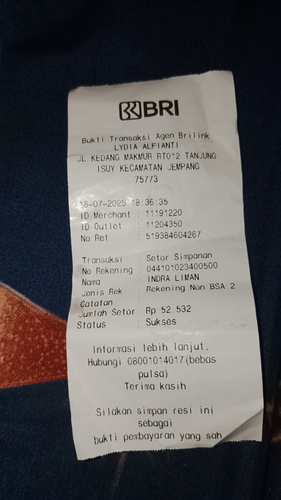 BRI
Bukti Transaksi Agen Brilink
LYDIA ALFIANTI
JL. KEDANG MAKMUR RT012 TANJUNG
ISUY KECAMATAN JEMPANG
75773
18-07-2025 18:36:35
ID Merchant : 11191220
ID Outlet : 11204350
No Ref : 519384604267
Transaksi : Setor Simpanan
No Rekening : 044101023400500
Nama : INDRA LIMAN
Jenis Rek : Rekening Non BSA 2
Catatan
Jumlah Setor: Rp 52.532
Status : Sukses
Informasi lebih lanjut,
Hubungi 08001014017(bebas
pulsa)
Terima kasih
Silakan simpan resi ini
sebagai
bukti pembayaran yang sah